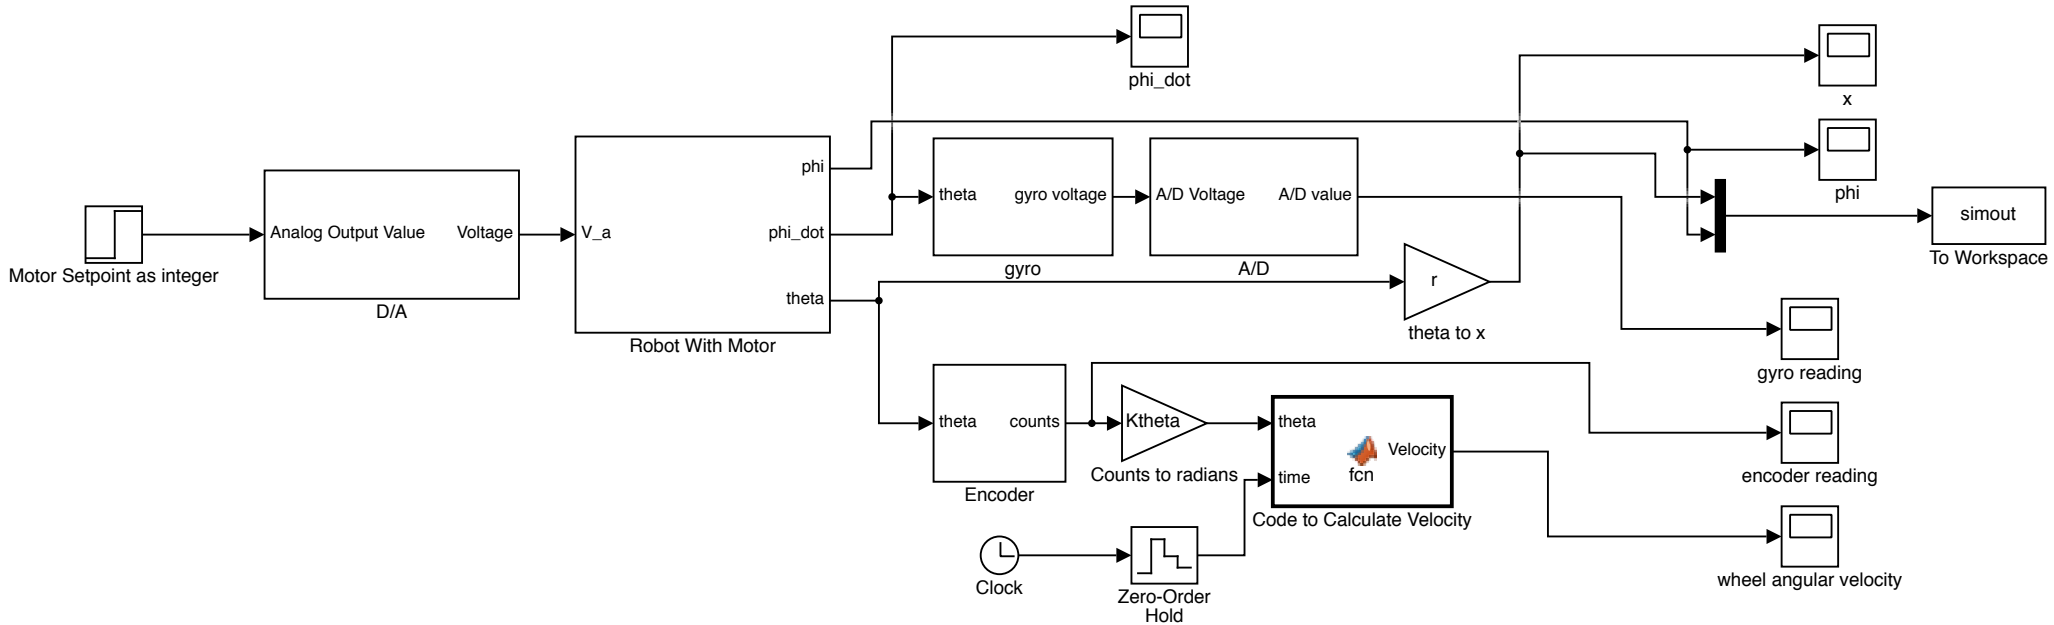 phi_dot
x
phi
Motor Setpoint as integer
Analog Output Value
Voltage
D/A
V_a
phi
phi_dot
theta
Robot With Motor
theta
gyro voltage
gyro
A/D Voltage
A/D value
A/D
r
theta to x
simout
To Workspace
gyro reading
theta
counts
Encoder
Ktheta
Counts to radians
theta
time
Velocity
fcn
Code to Calculate Velocity
encoder reading
Clock
Zero-Order
Hold
wheel angular velocity